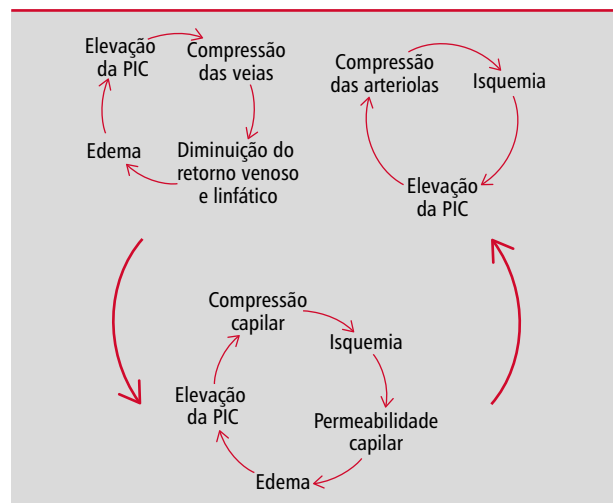 Elevação
da PIC
Compressão
das veias
Diminuição do
retorno venoso
e linfático
Edema
Compressão
das arteriolas
Isquemia
Elevação
da PIC
Compressão
capilar
Isquemia
Permeabilidade
capilar
Edema
Elevação
da PIC